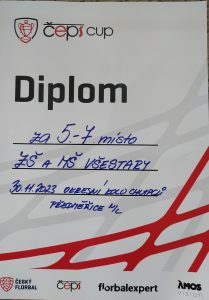 čeps cup
Diplom
za 5-7. místo
ZŠ a MŠ VŠESTARY
30.11.2023 OKRESNÍ KOLO CHLAPCŮ
PŘEDMĚŘICE n/L
ČESKÝ
FLORBAL
čeps
florbalexpert
AMOS